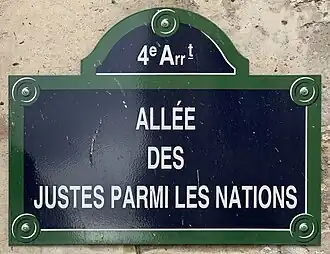 4e Arrt
ALLÉE
DES
JUSTES PARMI LES NATIONS